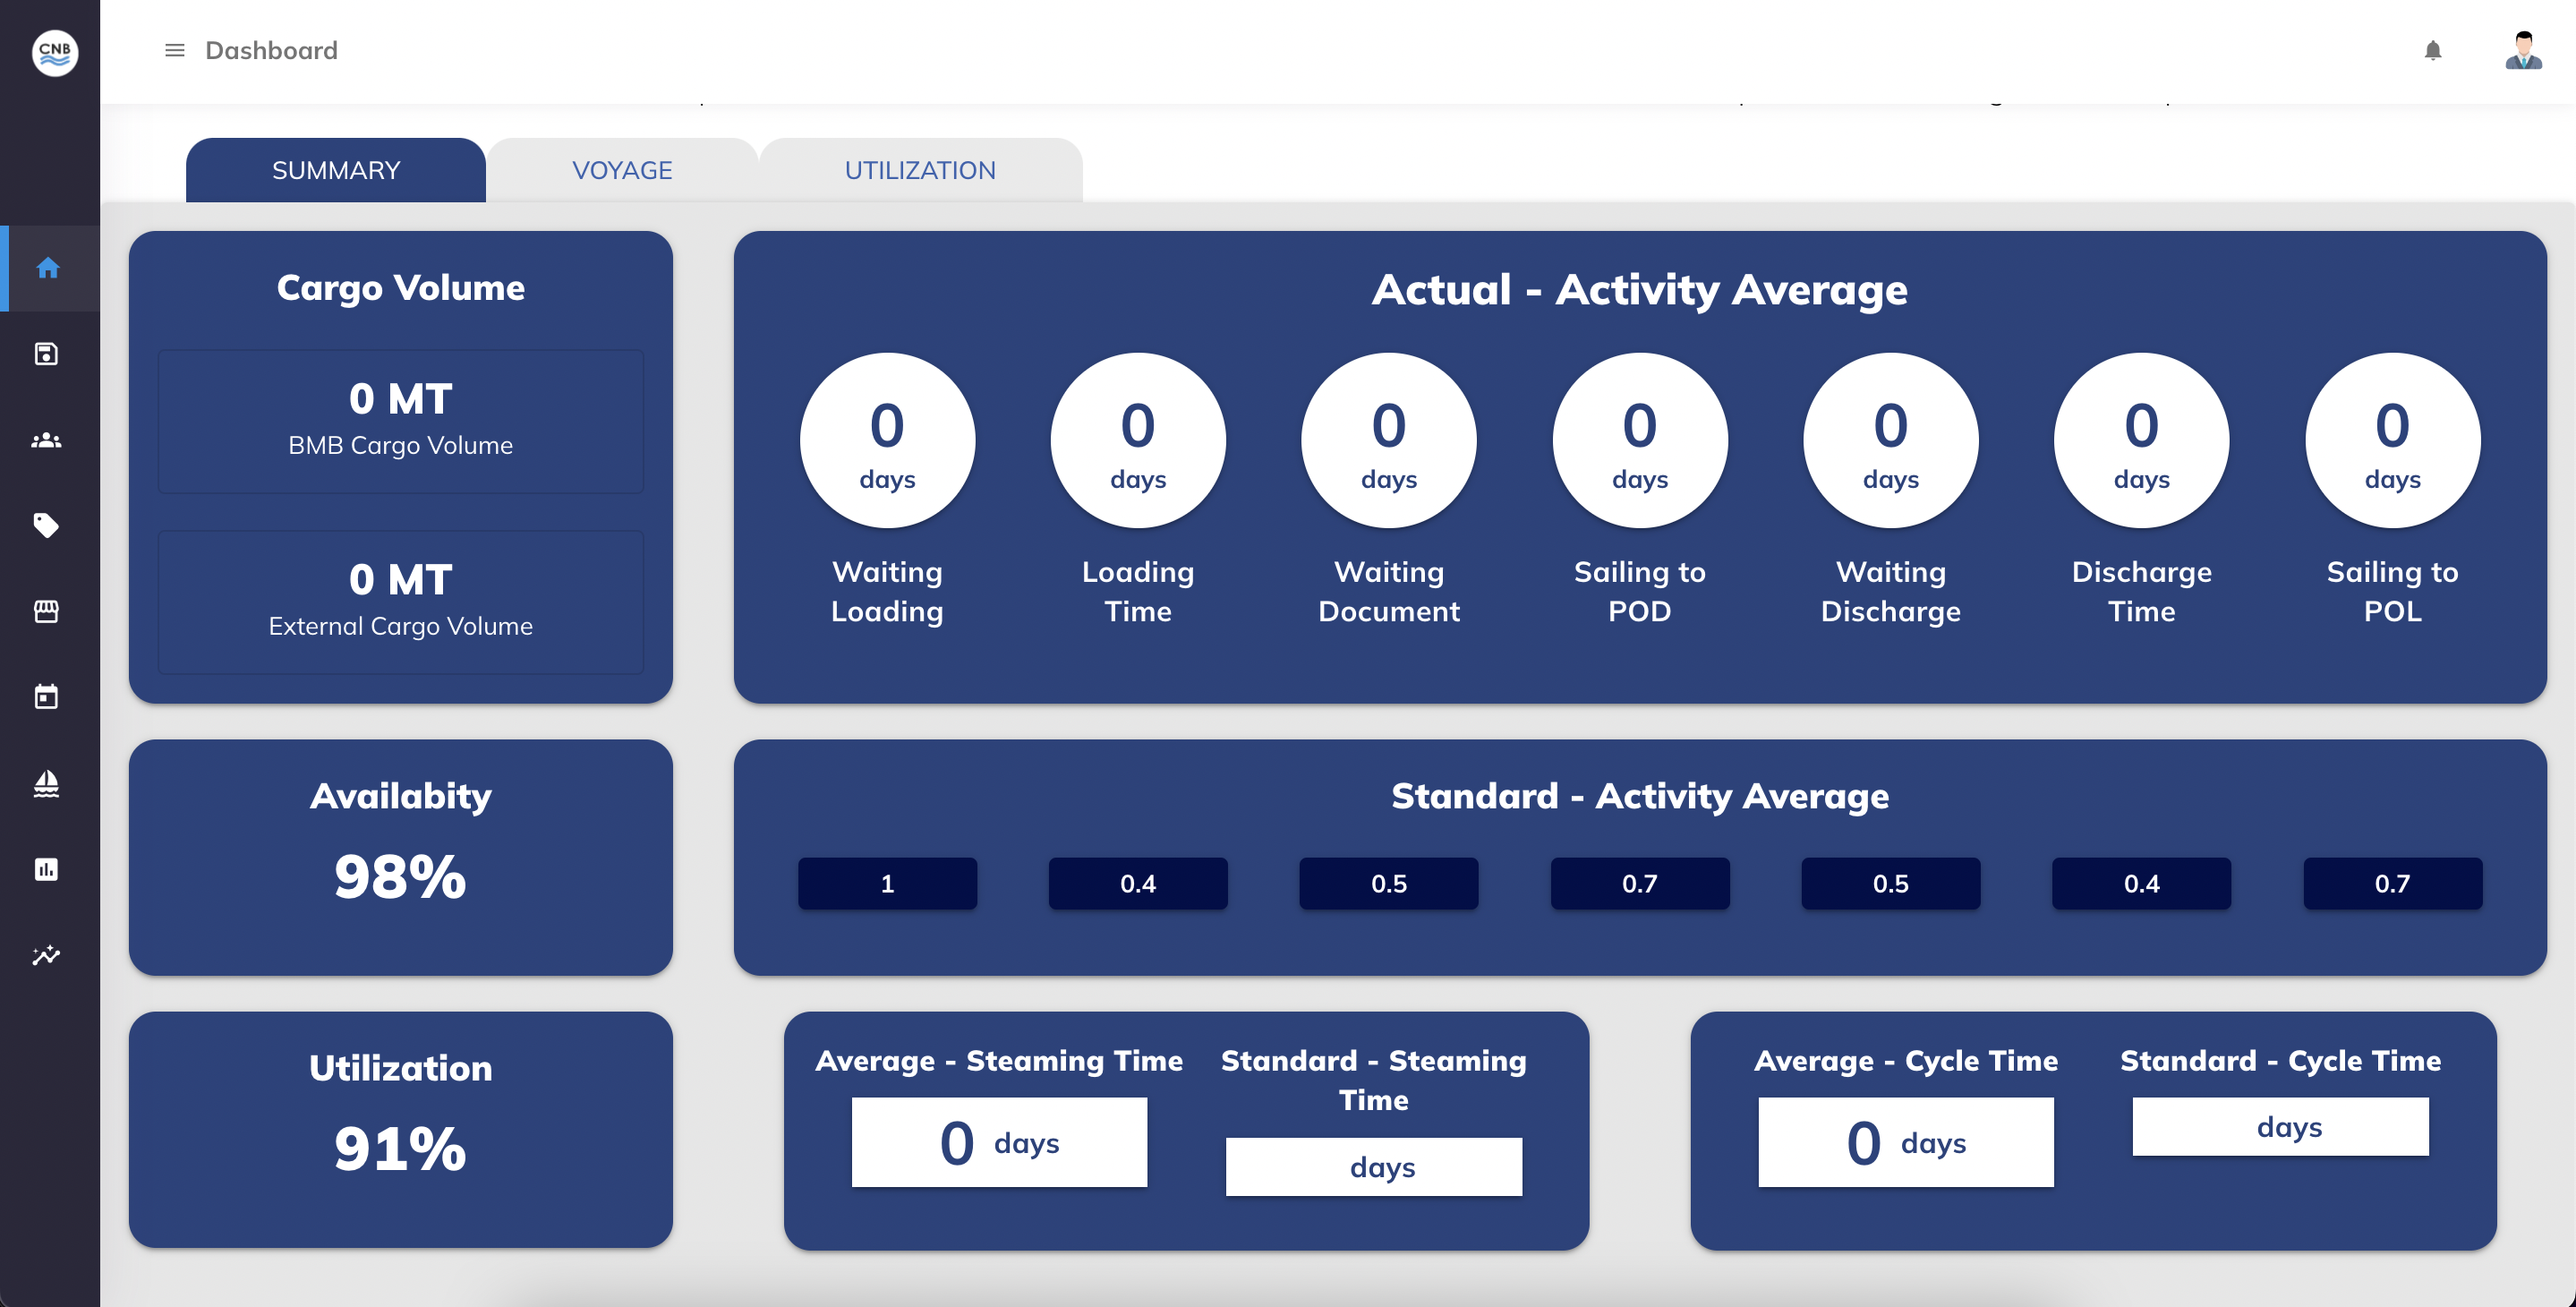 CNB
Dashboard
SUMMARY
VOYAGE
UTILIZATION
Cargo Volume
0 MT
BMB Cargo Volume
0 MT
External Cargo Volume
Actual - Activity Average
0 days
0 days
0 days
0 days
0 days
0 days
0 days
Waiting Loading
Loading Time
Waiting Document
Sailing to POD
Waiting Discharge
Discharge Time
Sailing to POL
Availabity
98%
Standard - Activity Average
1
0.4
0.5
0.7
0.5
0.4
0.7
Utilization
91%
Average - Steaming Time
0 days
Standard - Steaming
Time
days
Average - Cycle Time
0 days
Standard - Cycle Time
days